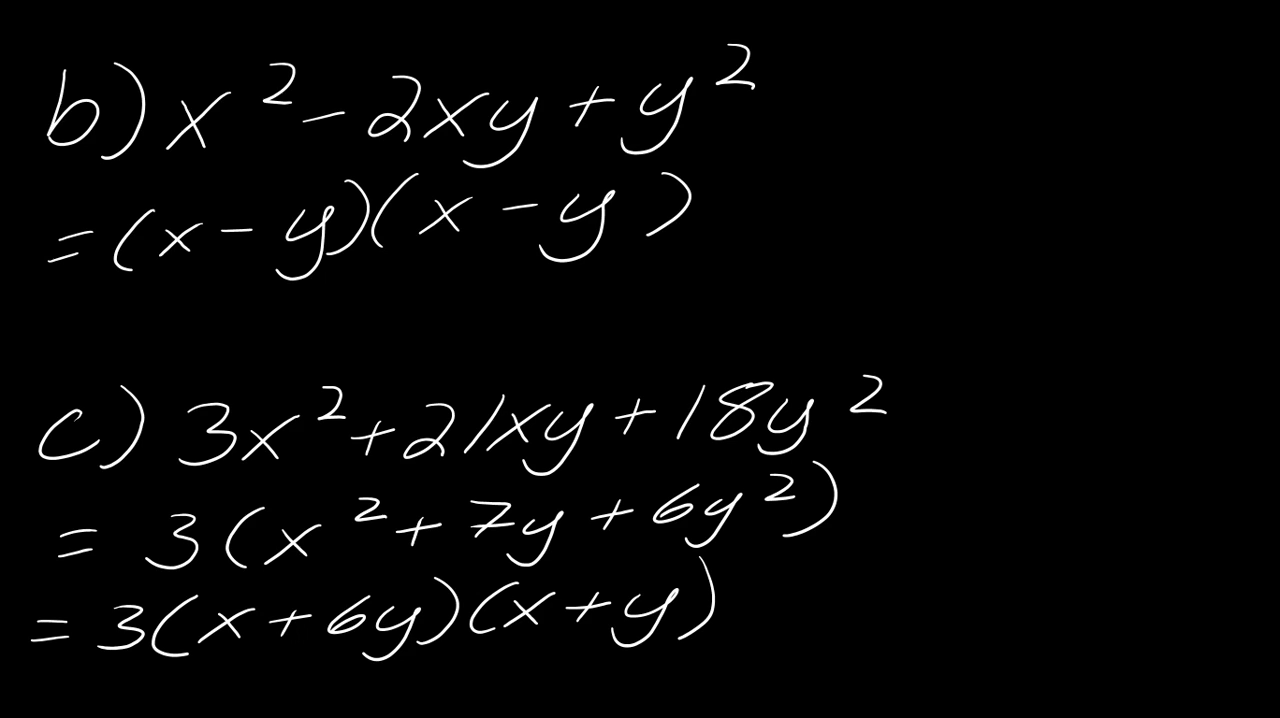 b) x² - 2xy + y²
= (x - y)(x - y)
c) 3x² + 21xy + 18y²
= 3(x² + 7y + 6y²)
= 3(x + 6y)(x + y)